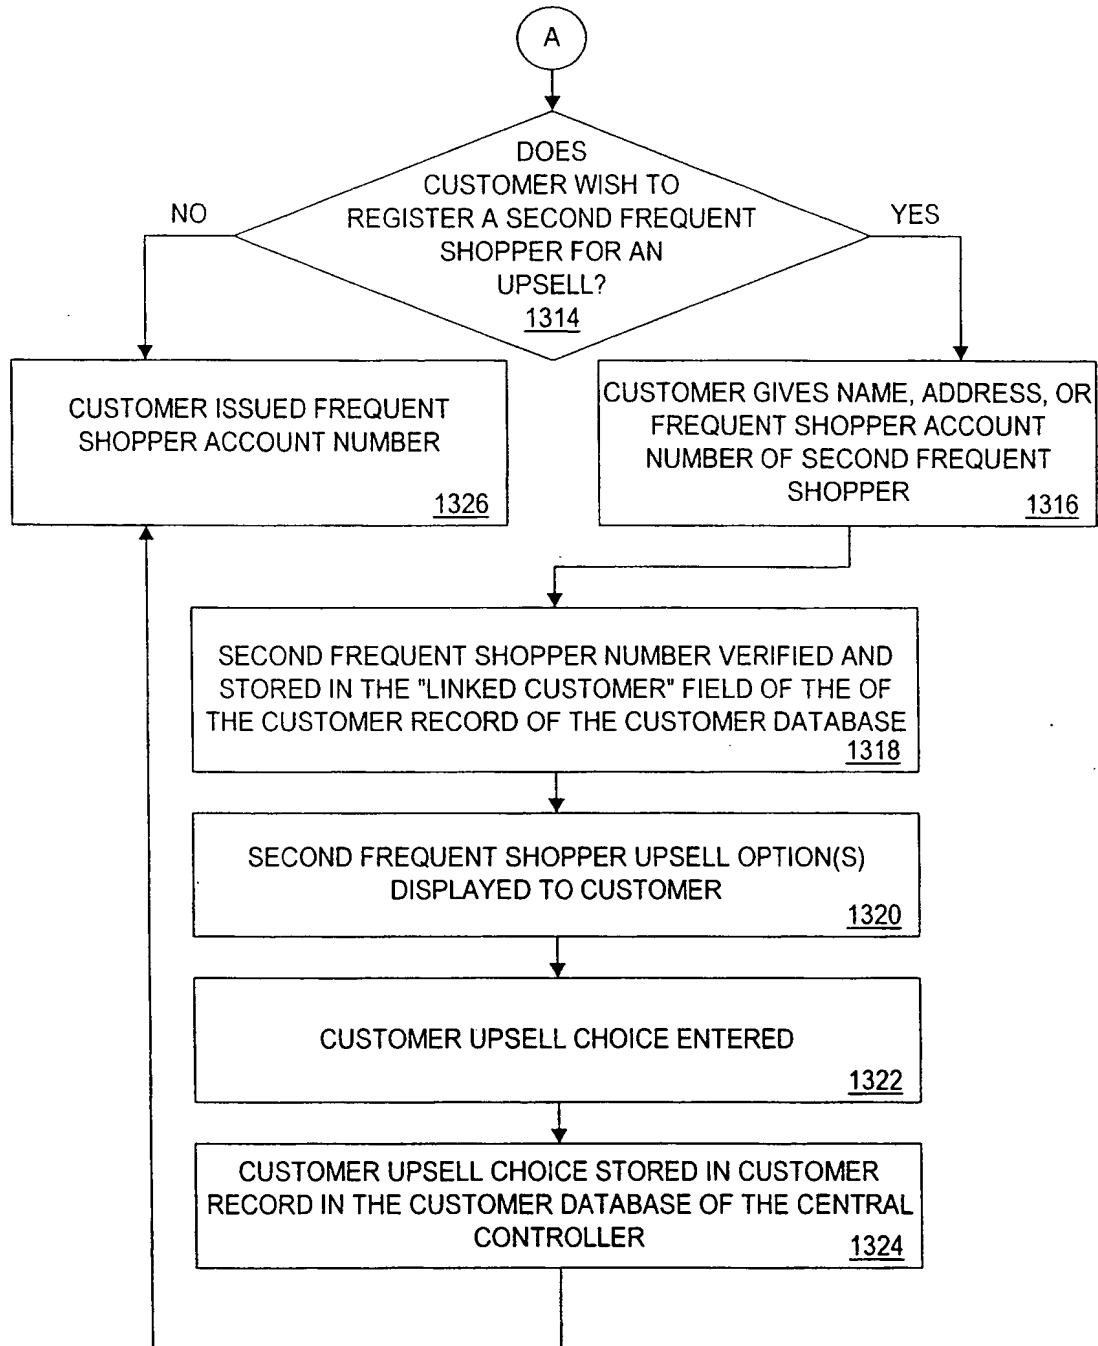 A
DOES
CUSTOMER WISH TO
REGISTER A SECOND FREQUENT
SHOPPER FOR AN
UPSELL?
1314
NO
YES
CUSTOMER ISSUED FREQUENT
SHOPPER ACCOUNT NUMBER
1326
CUSTOMER GIVES NAME, ADDRESS, OR
FREQUENT SHOPPER ACCOUNT
NUMBER OF SECOND FREQUENT
SHOPPER
1316
SECOND FREQUENT SHOPPER NUMBER VERIFIED AND
STORED IN THE "LINKED CUSTOMER" FIELD OF THE OF
THE CUSTOMER RECORD OF THE CUSTOMER DATABASE
1318
SECOND FREQUENT SHOPPER UPSELL OPTION(S)
DISPLAYED TO CUSTOMER
1320
CUSTOMER UPSELL CHOICE ENTERED
1322
CUSTOMER UPSELL CHOICE STORED IN CUSTOMER
RECORD IN THE CUSTOMER DATABASE OF THE CENTRAL
CONTROLLER
1324